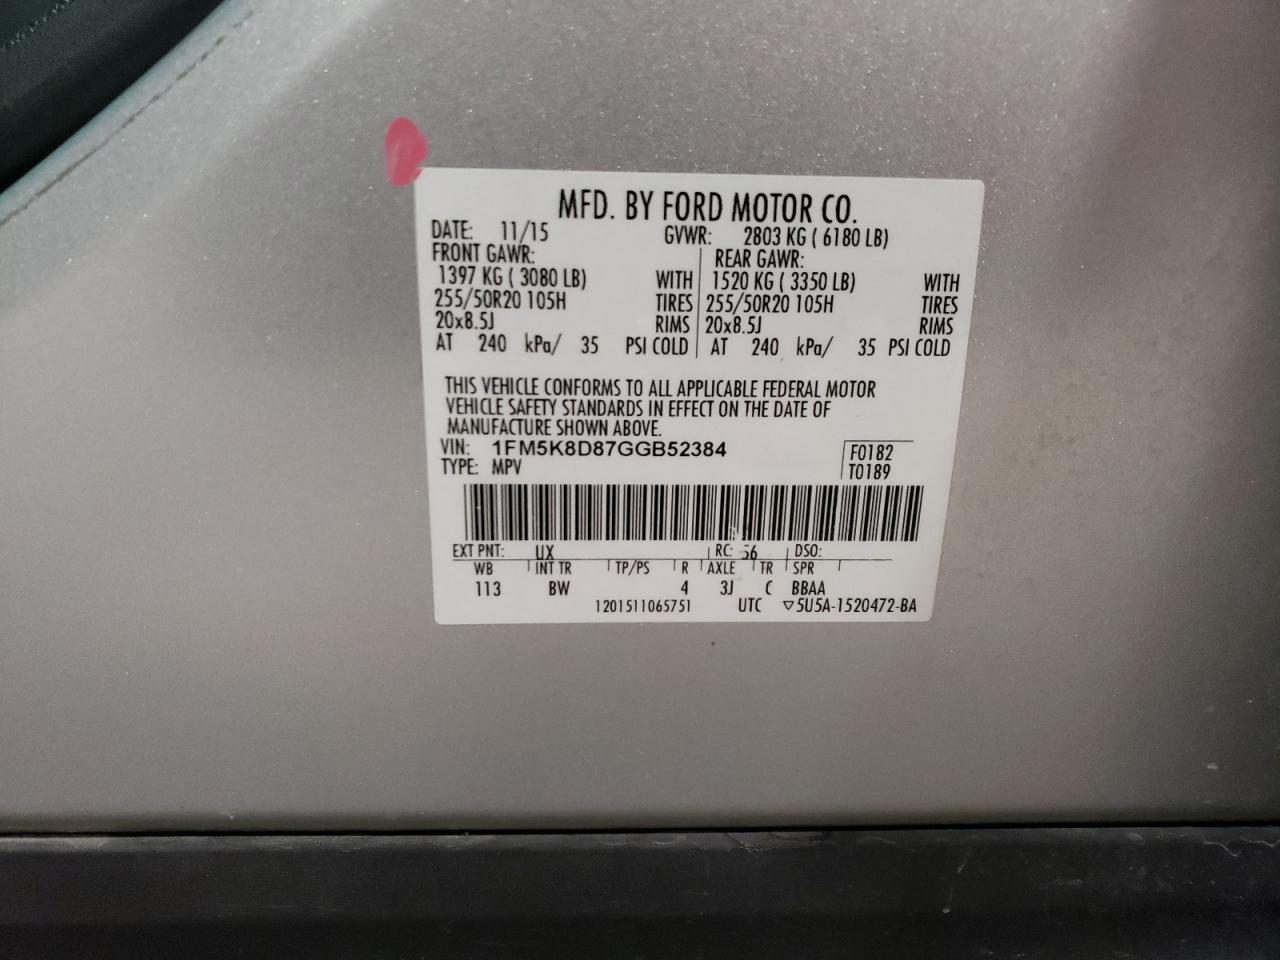 MFD. BY FORD MOTOR CO.
DATE: 11/15 GVWR: 2803 KG ( 6180 LB)
FRONT GAWR: REAR GAWR:
1397 KG ( 3080 LB) WITH 1520 KG ( 3350 LB) WITH
255/50R20 105H TIRES 255/50R20 105H TIRES
20x8.5J RIMS 20x8.5J RIMS
AT 240 kPa/ 35 PSI COLD AT 240 kPa/ 35 PSI COLD
THIS VEHICLE CONFORMS TO ALL APPLICABLE FEDERAL MOTOR
VEHICLE SAFETY STANDARDS IN EFFECT ON THE DATE OF
MANUFACTURE SHOWN ABOVE.
VIN: 1FM5K8D87GGB52384 F0182
TYPE: MPV T0189
EXT PNT: UX RC: 56 DSO:
WB INT TR TP/PS R AXLE TR SPR
113 BW 4 3J C BBAA
1201511065751 UTC ▽5U5A-1520472-BA